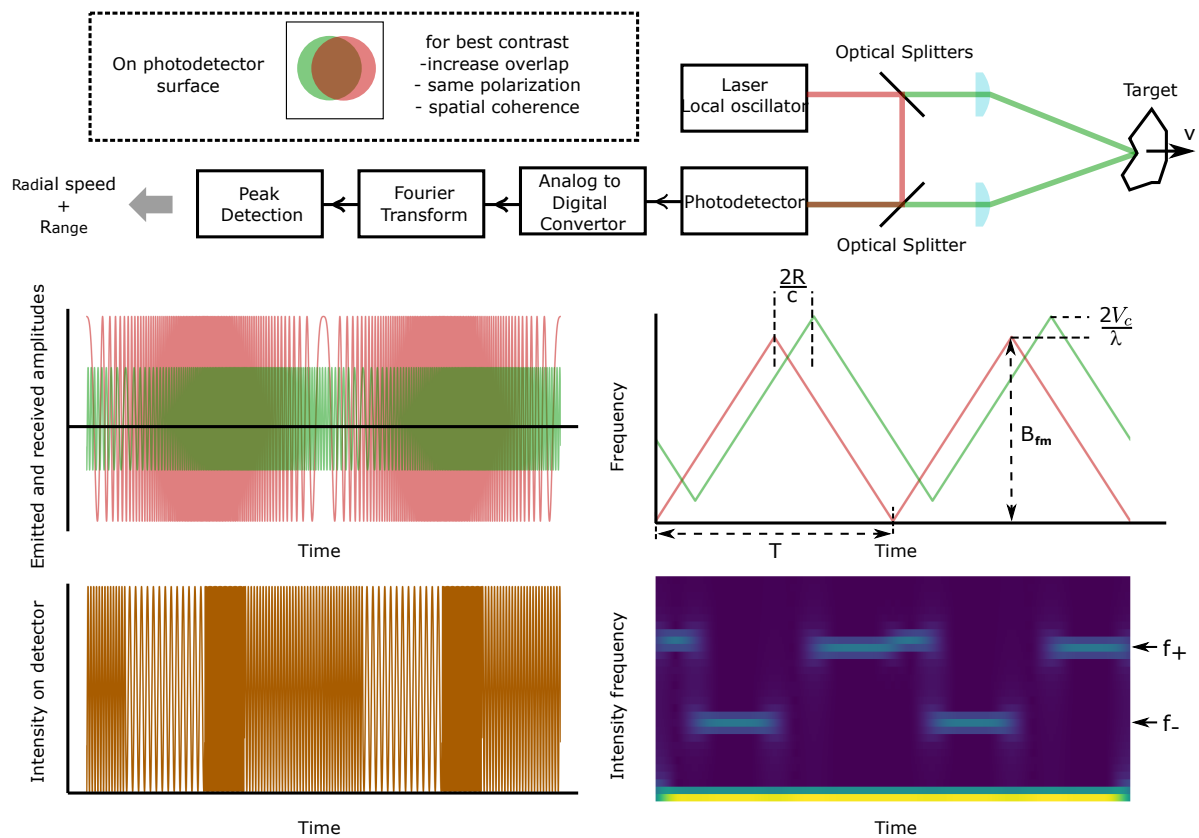 On photodetector
surface
for best contrast
-increase overlap
- same polarization
- spatial coherence
Optical Splitters
Laser
Local oscillator
Target
v
Radial speed
+
Range
Peak
Detection
Fourier
Transform
Analog to
Digital
Convertor
Photodetector
Optical Splitter
Emitted and received amplitudes
Time
Frequency
2R
c
2V_c
λ
B_fm
T
Time
Intensity on detector
Time
Intensity frequency
f_+
f_-
Time